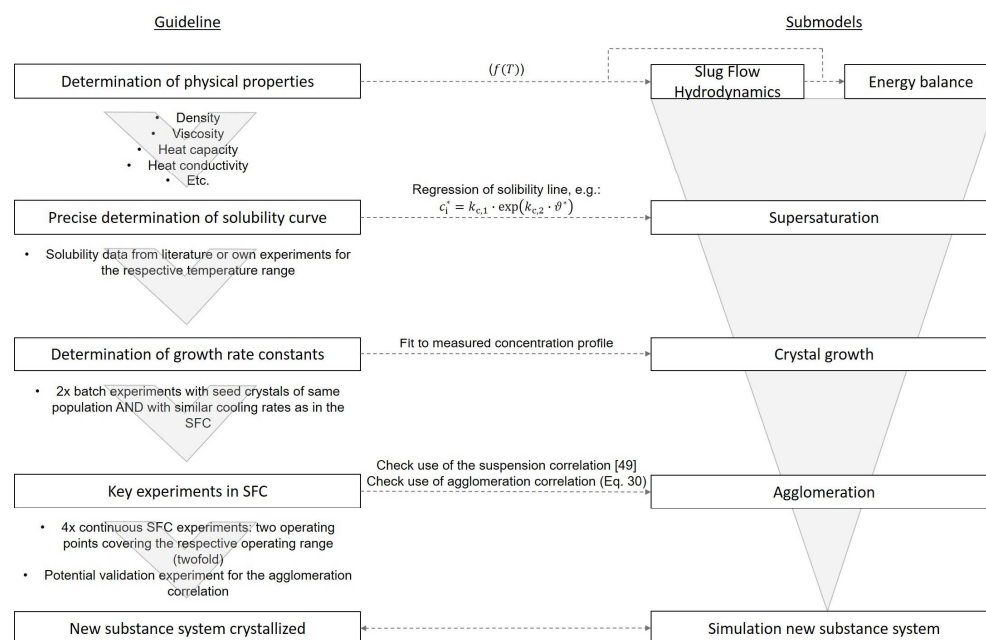 Guideline
Submodels
Determination of physical properties
(f(T))
Slug Flow
Hydrodynamics
Energy balance
• Density
• Viscosity
• Heat capacity
• Heat conductivity
• Etc.
Precise determination of solubility curve
Regression of solibility line, e.g.:
c_i^* = k_{c,1} · exp(k_{c,2} · ϑ^*)
Supersaturation
• Solubility data from literature or own experiments for
the respective temperature range
Determination of growth rate constants
Fit to measured concentration profile
Crystal growth
• 2x batch experiments with seed crystals of same
population AND with similar cooling rates as in the
SFC
Key experiments in SFC
Check use of the suspension correlation [49]
Check use of agglomeration correlation (Eq. 30)
Agglomeration
• 4x continuous SFC experiments: two operating
points covering the respective operating range
(twofold)
• Potential validation experiment for the agglomeration
correlation
New substance system crystallized
Simulation new substance system